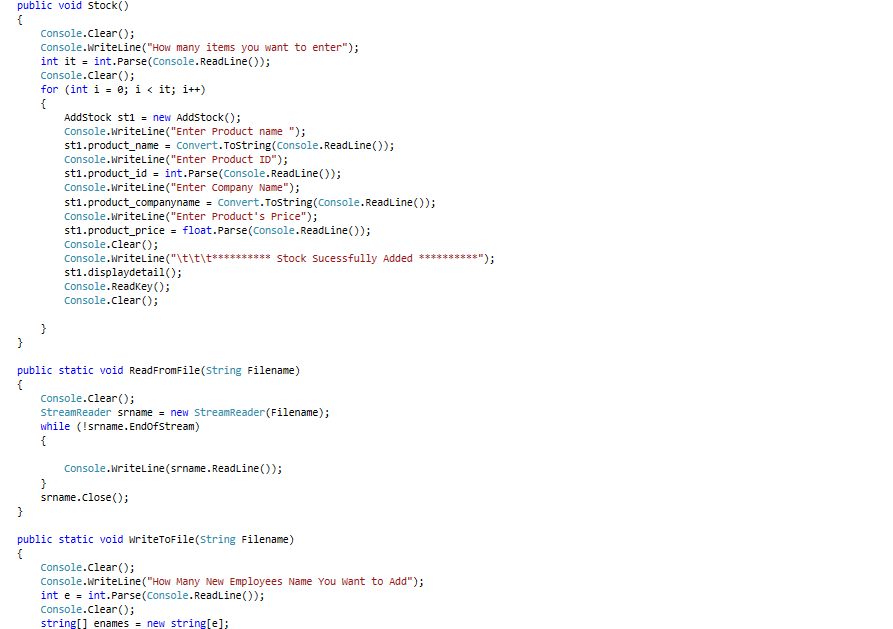 public void Stock()
{
    Console.Clear();
    Console.WriteLine("How many items you want to enter");
    int it = int.Parse(Console.ReadLine());
    Console.Clear();
    for (int i = 0; i < it; i++)
    {
        AddStock st1 = new AddStock();
        Console.WriteLine("Enter Product name ");
        st1.product_name = Convert.ToString(Console.ReadLine());
        Console.WriteLine("Enter Product ID");
        st1.product_id = int.Parse(Console.ReadLine());
        Console.WriteLine("Enter Company Name");
        st1.product_companyname = Convert.ToString(Console.ReadLine());
        Console.WriteLine("Enter Product's Price");
        st1.product_price = float.Parse(Console.ReadLine());
        Console.Clear();
        Console.WriteLine("\t\t\t********** Stock Sucessfully Added **********");
        st1.displaydetail();
        Console.ReadKey();
        Console.Clear();

    }
}

public static void ReadFromFile(String Filename)
{
    Console.Clear();
    StreamReader srname = new StreamReader(Filename);
    while (!srname.EndOfStream)
    {

        Console.WriteLine(srname.ReadLine());
    }
    srname.Close();
}

public static void WriteToFile(String Filename)
{
    Console.Clear();
    Console.WriteLine("How Many New Employees Name You Want to Add");
    int e = int.Parse(Console.ReadLine());
    Console.Clear();
    string[] enames = new string[e];